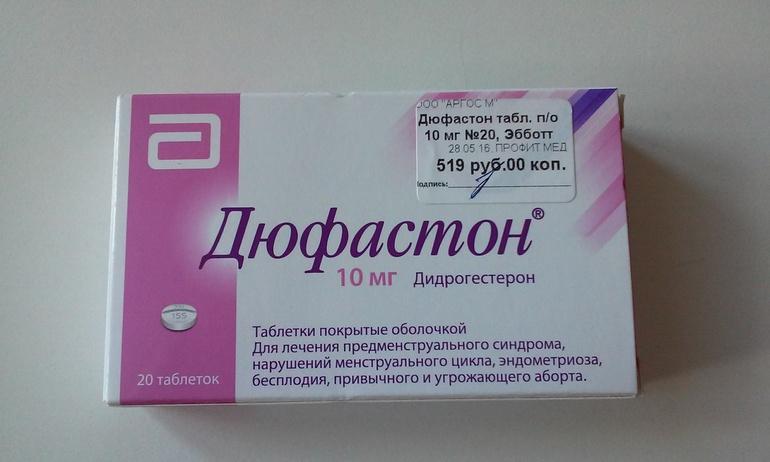 ООО "АРГОС М"
Дюфастон табл. п/о
10 мг №20, Эбботт
28.05.16. ПРОФИТ МЕД
519 руб.00 коп.
Подпись:
Дюфастон®
10 мг Дидрогестерон
155
Таблетки покрытые оболочкой
Для лечения предменструального синдрома,
нарушений менструального цикла, эндометриоза,
бесплодия, привычного и угрожающего аборта.
20 таблеток